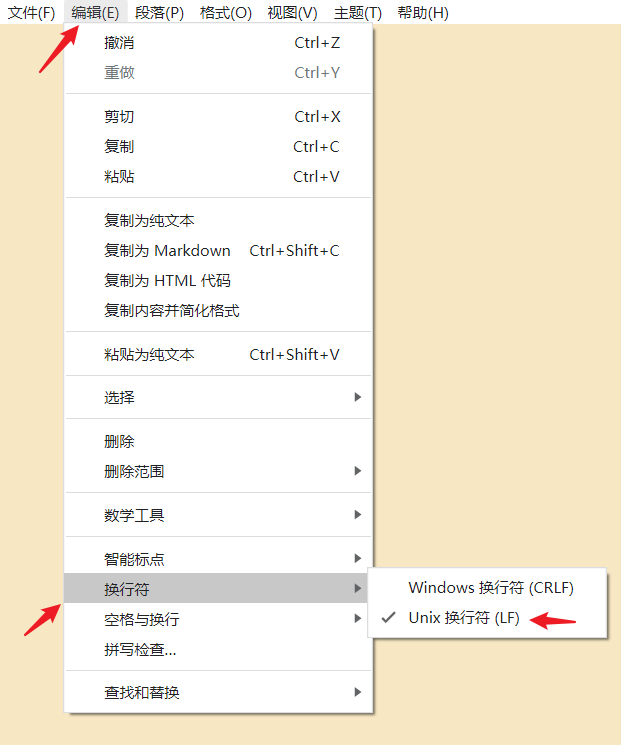 文件(F) 编辑(E) 段落(P) 格式(O) 视图(V) 主题(T) 帮助(H)
撤消 Ctrl+Z
重做 Ctrl+Y
剪切 Ctrl+X
复制 Ctrl+C
粘贴 Ctrl+V
复制为纯文本
复制为 Markdown Ctrl+Shift+C
复制为 HTML 代码
复制内容并简化格式
粘贴为纯文本 Ctrl+Shift+V
选择
删除
删除范围
数学工具
智能标点
换行符
Windows 换行符 (CRLF)
Unix 换行符 (LF)
空格与换行
拼写检查...
查找和替换